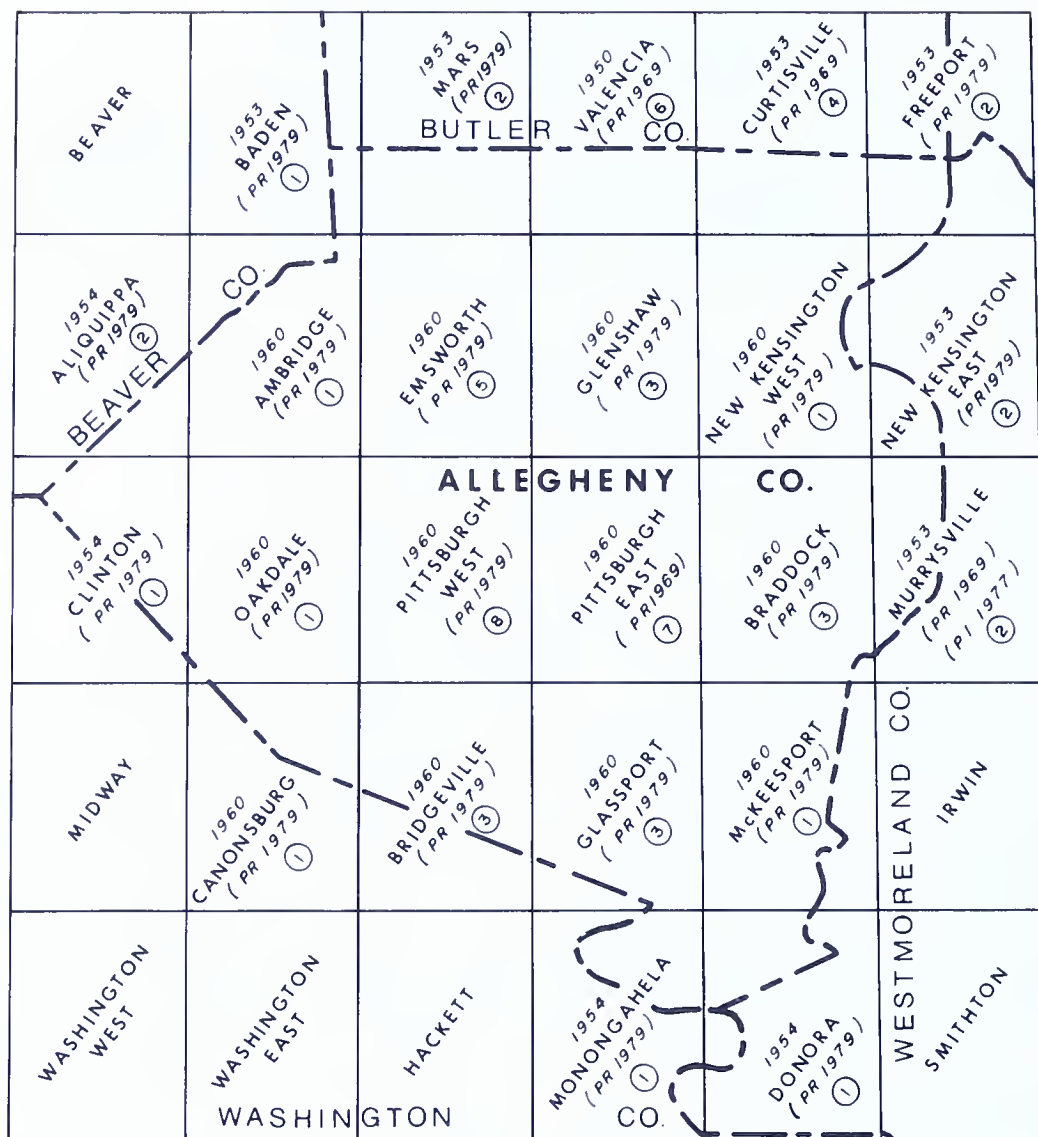 BEAVER
1953
BADEN
(PR 1979)
1
1953
MARS
(PR 1979)
2
1950
VALENCIA
(PR 1969)
6
1953
CURTISVILLE
(PR 1969)
4
1953
FREEPORT
(PR 1979)
2
BUTLER CO.
1954
ALIQUIPPA
(PR 1979)
2
BEAVER CO.
1960
AMBRIDGE
(PR 1979)
1
1960
EMSWORTH
(PR 1979)
5
1960
GLENSHAW
(PR 1979)
3
1960
NEW KENSINGTON
WEST
(PR 1979)
1
1953
NEW KENSINGTON
EAST
(PR 1979)
2
ALLEGHENY CO.
1954
CLINTON
(PR 1979)
1
1960
OAKDALE
(PR 1979)
1
1960
PITTSBURGH
WEST
(PR 1979)
8
1960
PITTSBURGH
EAST
(PR 1969)
7
1960
BRADDOCK
(PR 1979)
3
1953
MURRYSVILLE
(PR 1969)
(PI 1977)
2
MIDWAY
1960
CANONSBURG
(PR 1979)
1
1960
BRIDGEVILLE
(PR 1979)
3
1960
GLASSPORT
(PR 1979)
3
1960
McKEESPORT
(PR 1979)
1
WESTMORELAND CO.
IRWIN
WASHINGTON
WEST
WASHINGTON
EAST
HACKETT
1954
MONONGAHELA
(PR 1979)
1
1954
DONORA
(PR 1979)
1
SMITHTON
WASHINGTON CO.